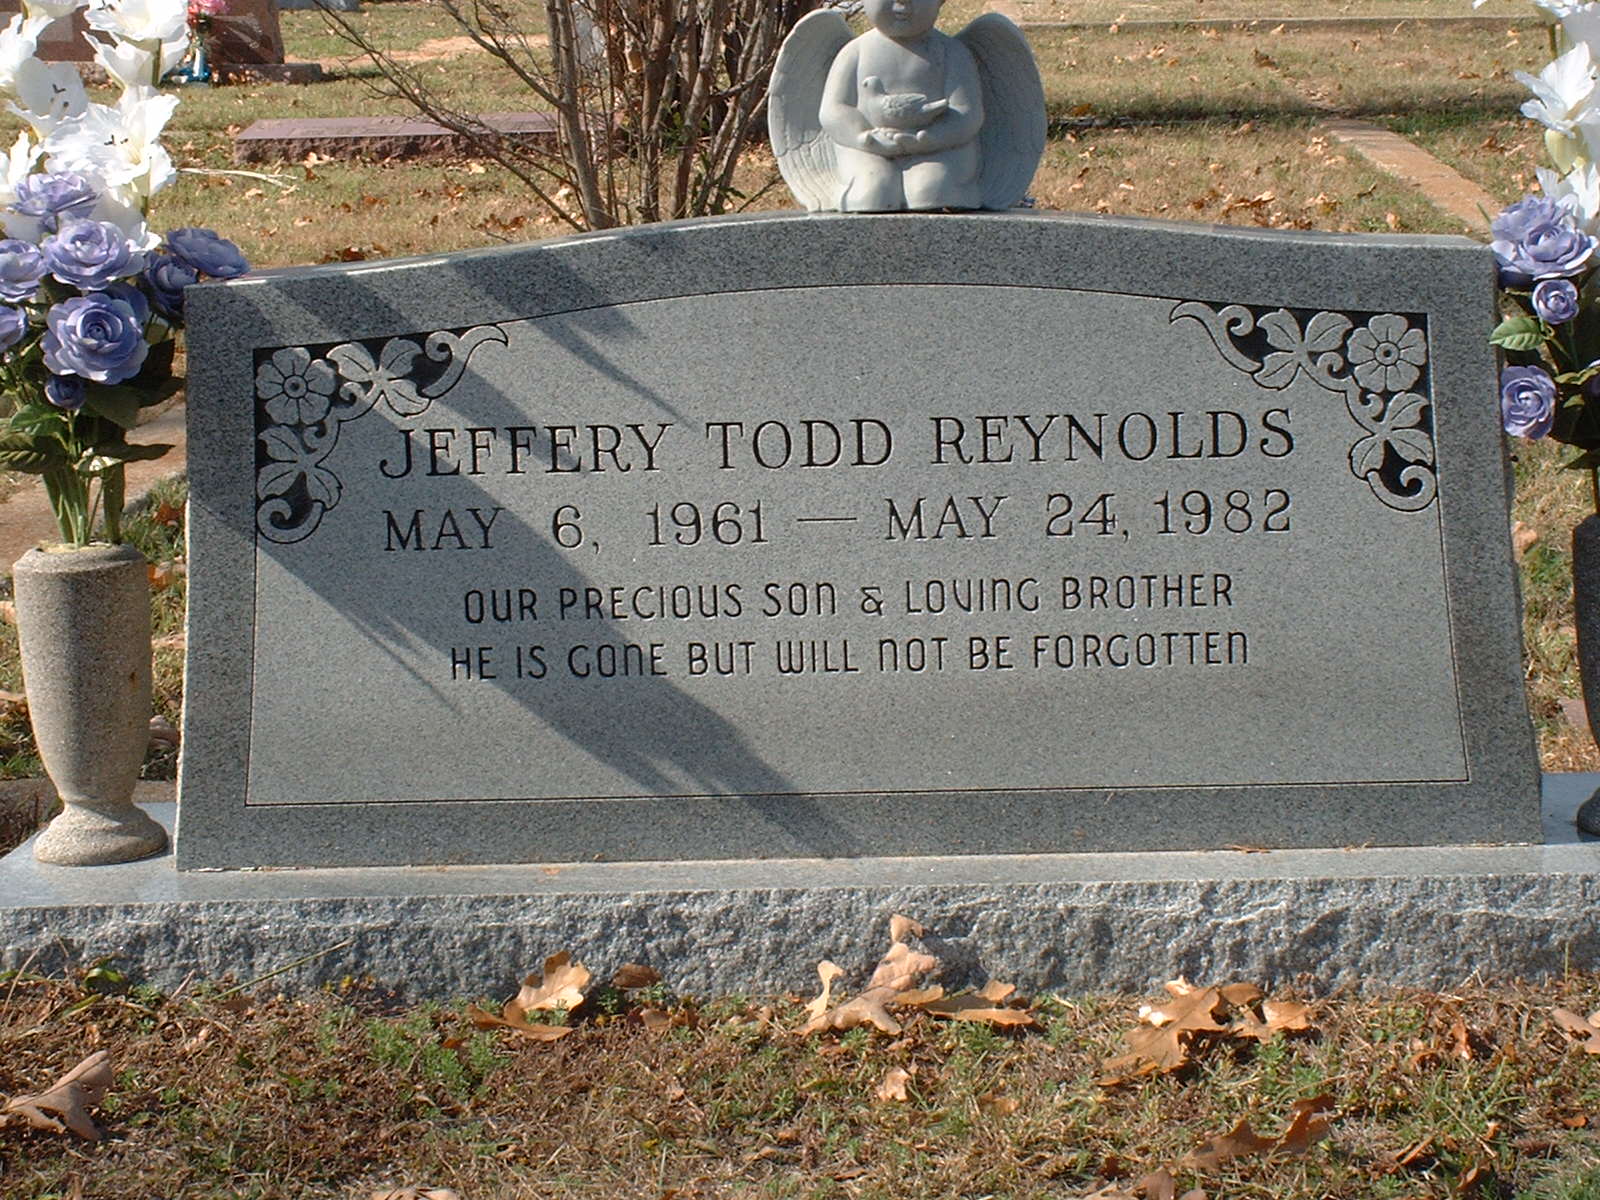 JEFFERY TODD REYNOLDS
MAY 6, 1961 — MAY 24, 1982
OUR PRECIOUS SON & LOVING BROTHER
HE IS GONE BUT WILL NOT BE FORGOTTEN